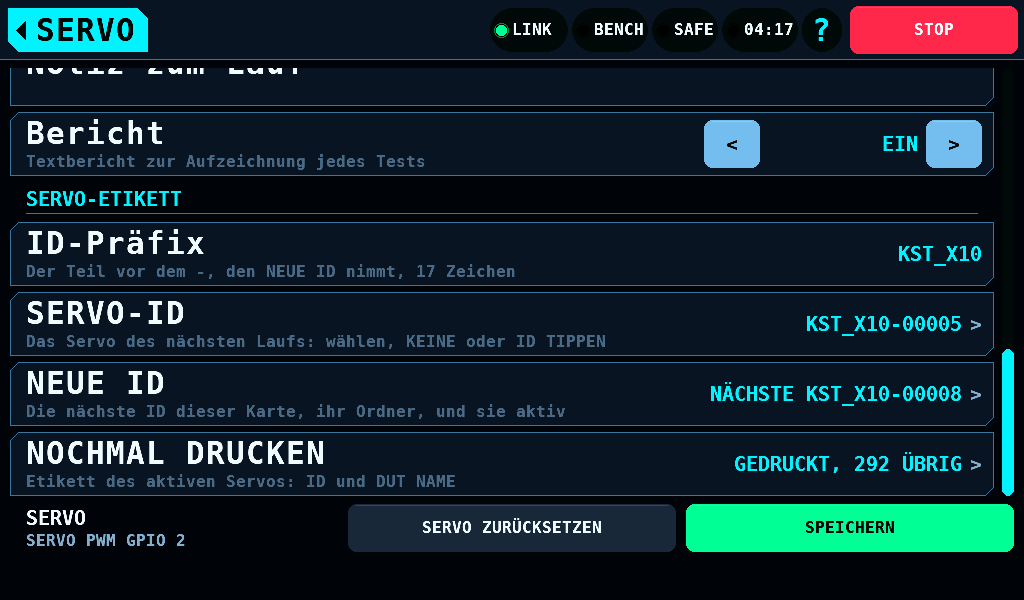 SERVO
LINK
BENCH
SAFE
04:17
?
STOP
Notiz zum Lauf
Bericht
Textbericht zur Aufzeichnung jedes Tests
< EIN >
SERVO-ETIKETT
ID-Präfix
Der Teil vor dem -, den NEUE ID nimmt, 17 Zeichen
KST_X10
SERVO-ID
Das Servo des nächsten Laufs: wählen, KEINE oder ID TIPPEN
KST_X10-00005 >
NEUE ID
Die nächste ID dieser Karte, ihr Ordner, und sie aktiv
NÄCHSTE KST_X10-00008 >
NOCHMAL DRUCKEN
Etikett des aktiven Servos: ID und DUT NAME
GEDRUCKT, 292 ÜBRIG >
SERVO
SERVO PWM GPIO 2
SERVO ZURÜCKSETZEN
SPEICHERN